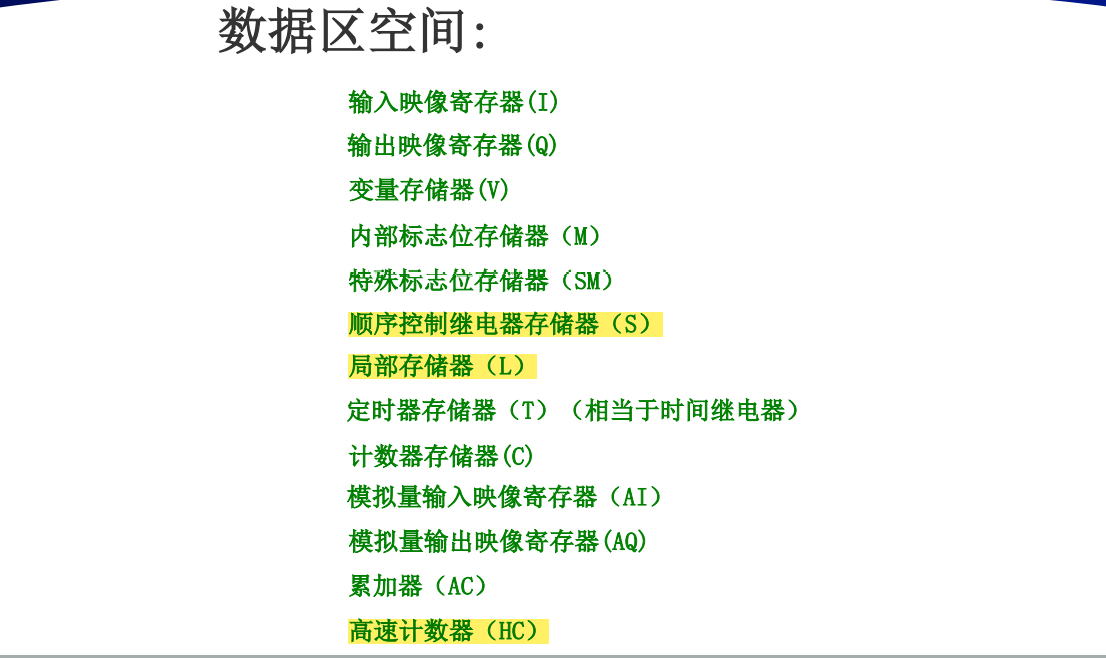 数据区空间:
输入映像寄存器(I)
输出映像寄存器(Q)
变量存储器(V)
内部标志位存储器（M）
特殊标志位存储器（SM）
顺序控制继电器存储器（S）
局部存储器（L）
定时器存储器（T）（相当于时间继电器）
计数器存储器(C)
模拟量输入映像寄存器（AI）
模拟量输出映像寄存器(AQ)
累加器（AC）
高速计数器（HC）